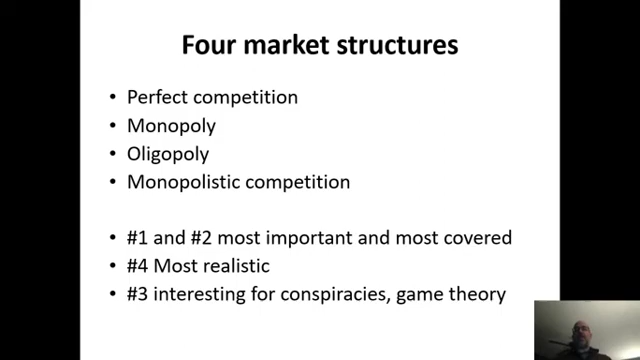 Four market structures
• Perfect competition
• Monopoly
• Oligopoly
• Monopolistic competition
• #1 and #2 most important and most covered
• #4 Most realistic
• #3 interesting for conspiracies, game theory